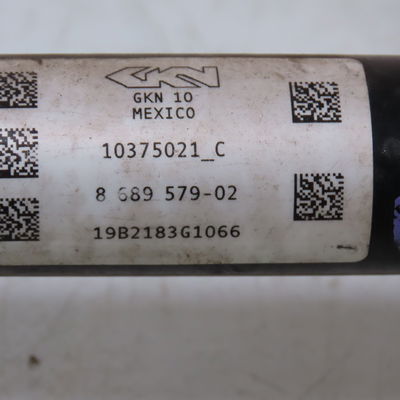 GKN
GKN 10
MEXICO
10375021_C
8 689 579-02
19B2183G1066